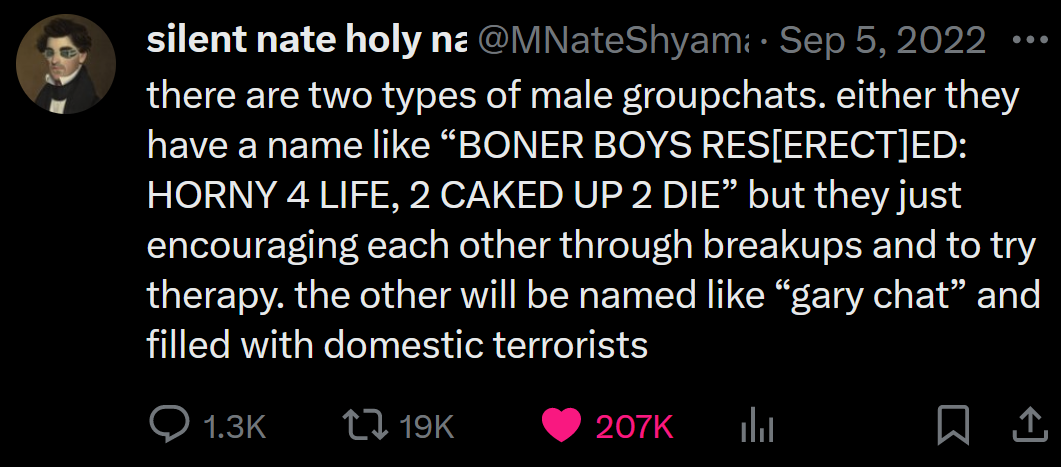 silent nate holy na @MNateShyama · Sep 5, 2022 ···
there are two types of male groupchats. either they
have a name like “BONER BOYS RES[ERECT]ED:
HORNY 4 LIFE, 2 CAKED UP 2 DIE” but they just
encouraging each other through breakups and to try
therapy. the other will be named like “gary chat” and
filled with domestic terrorists
1.3K 19K 207K